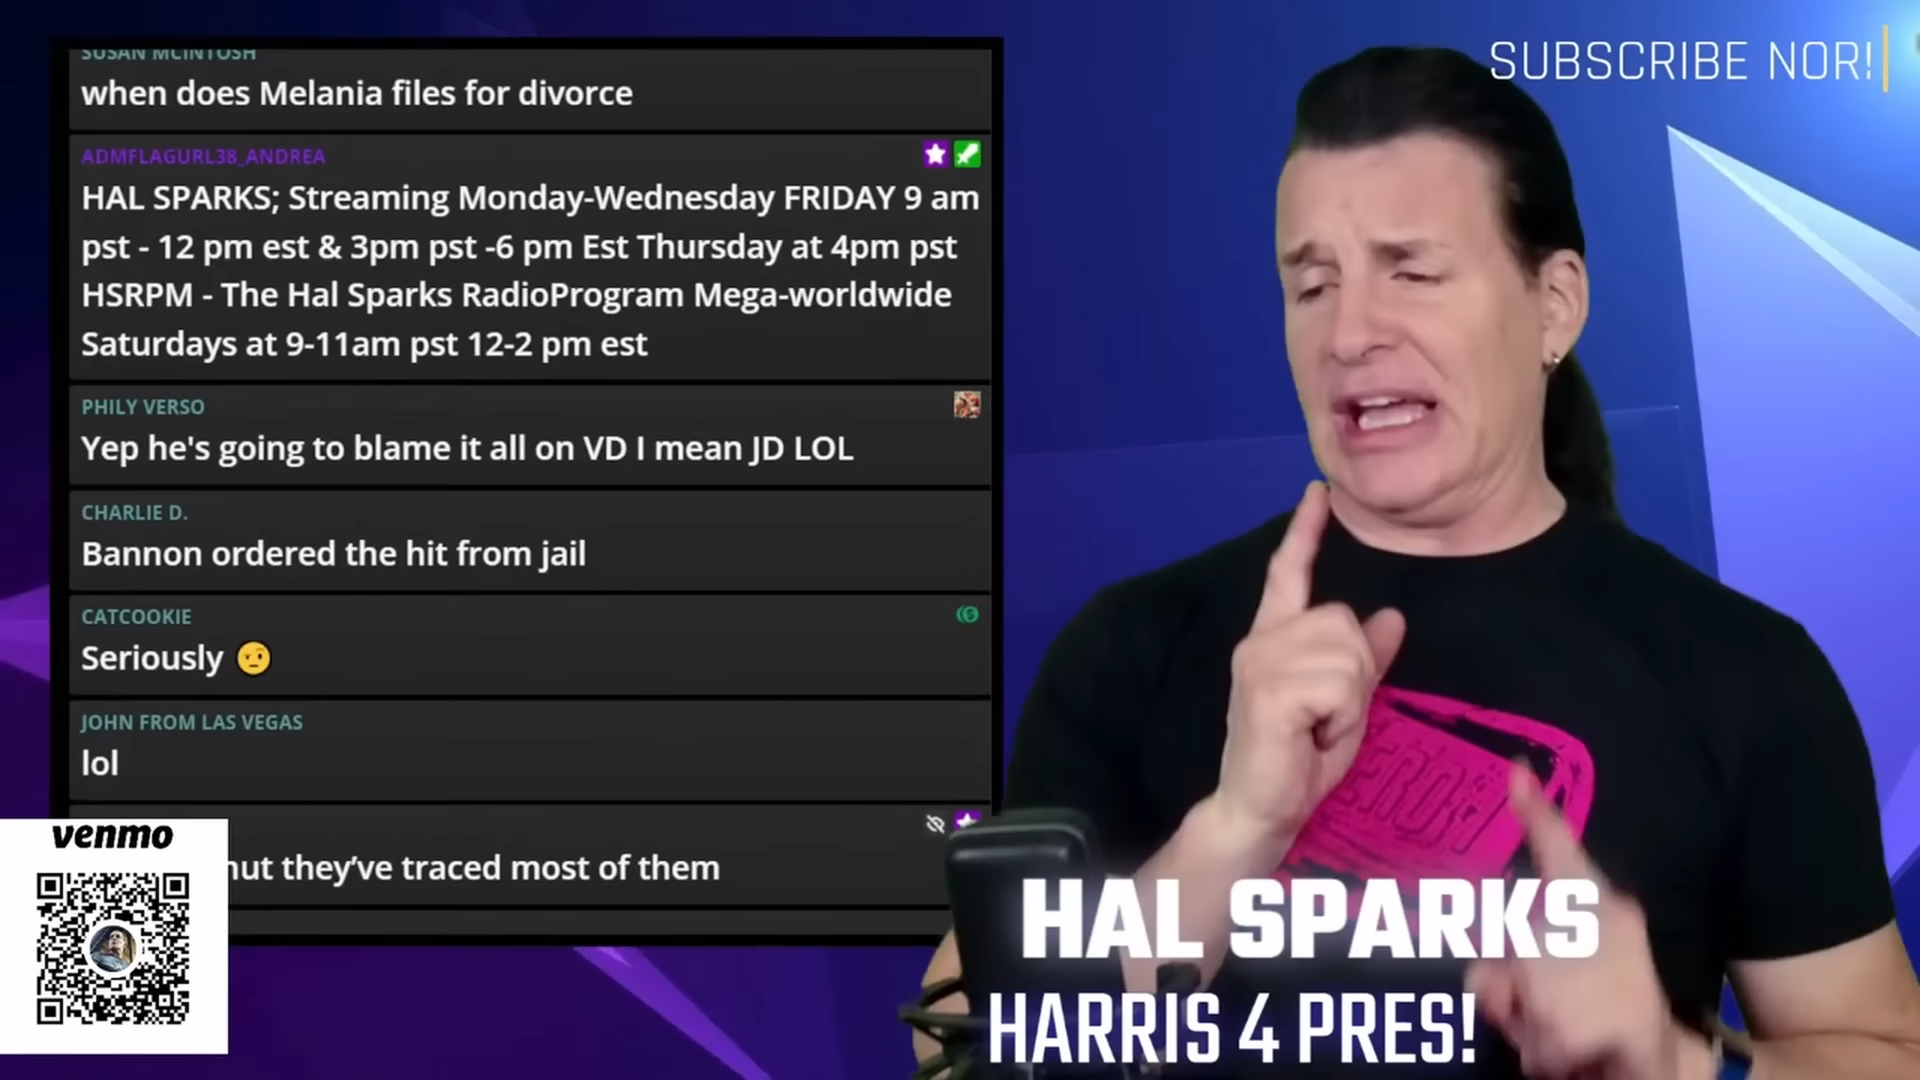 SUSAN MCINTOSH
when does Melania files for divorce
ADMFLAGURL38_ANDREA
HAL SPARKS; Streaming Monday-Wednesday FRIDAY 9 am
pst - 12 pm est & 3pm pst -6 pm Est Thursday at 4pm pst
HSRPM - The Hal Sparks RadioProgram Mega-worldwide
Saturdays at 9-11am pst 12-2 pm est
PHILY VERSO
Yep he's going to blame it all on VD I mean JD LOL
CHARLIE D.
Bannon ordered the hit from jail
CATCOOKIE
Seriously 🤨
JOHN FROM LAS VEGAS
lol
they’ve traced most of them
venmo
SUBSCRIBE NOR!
HAL SPARKS
HARRIS 4 PRES!